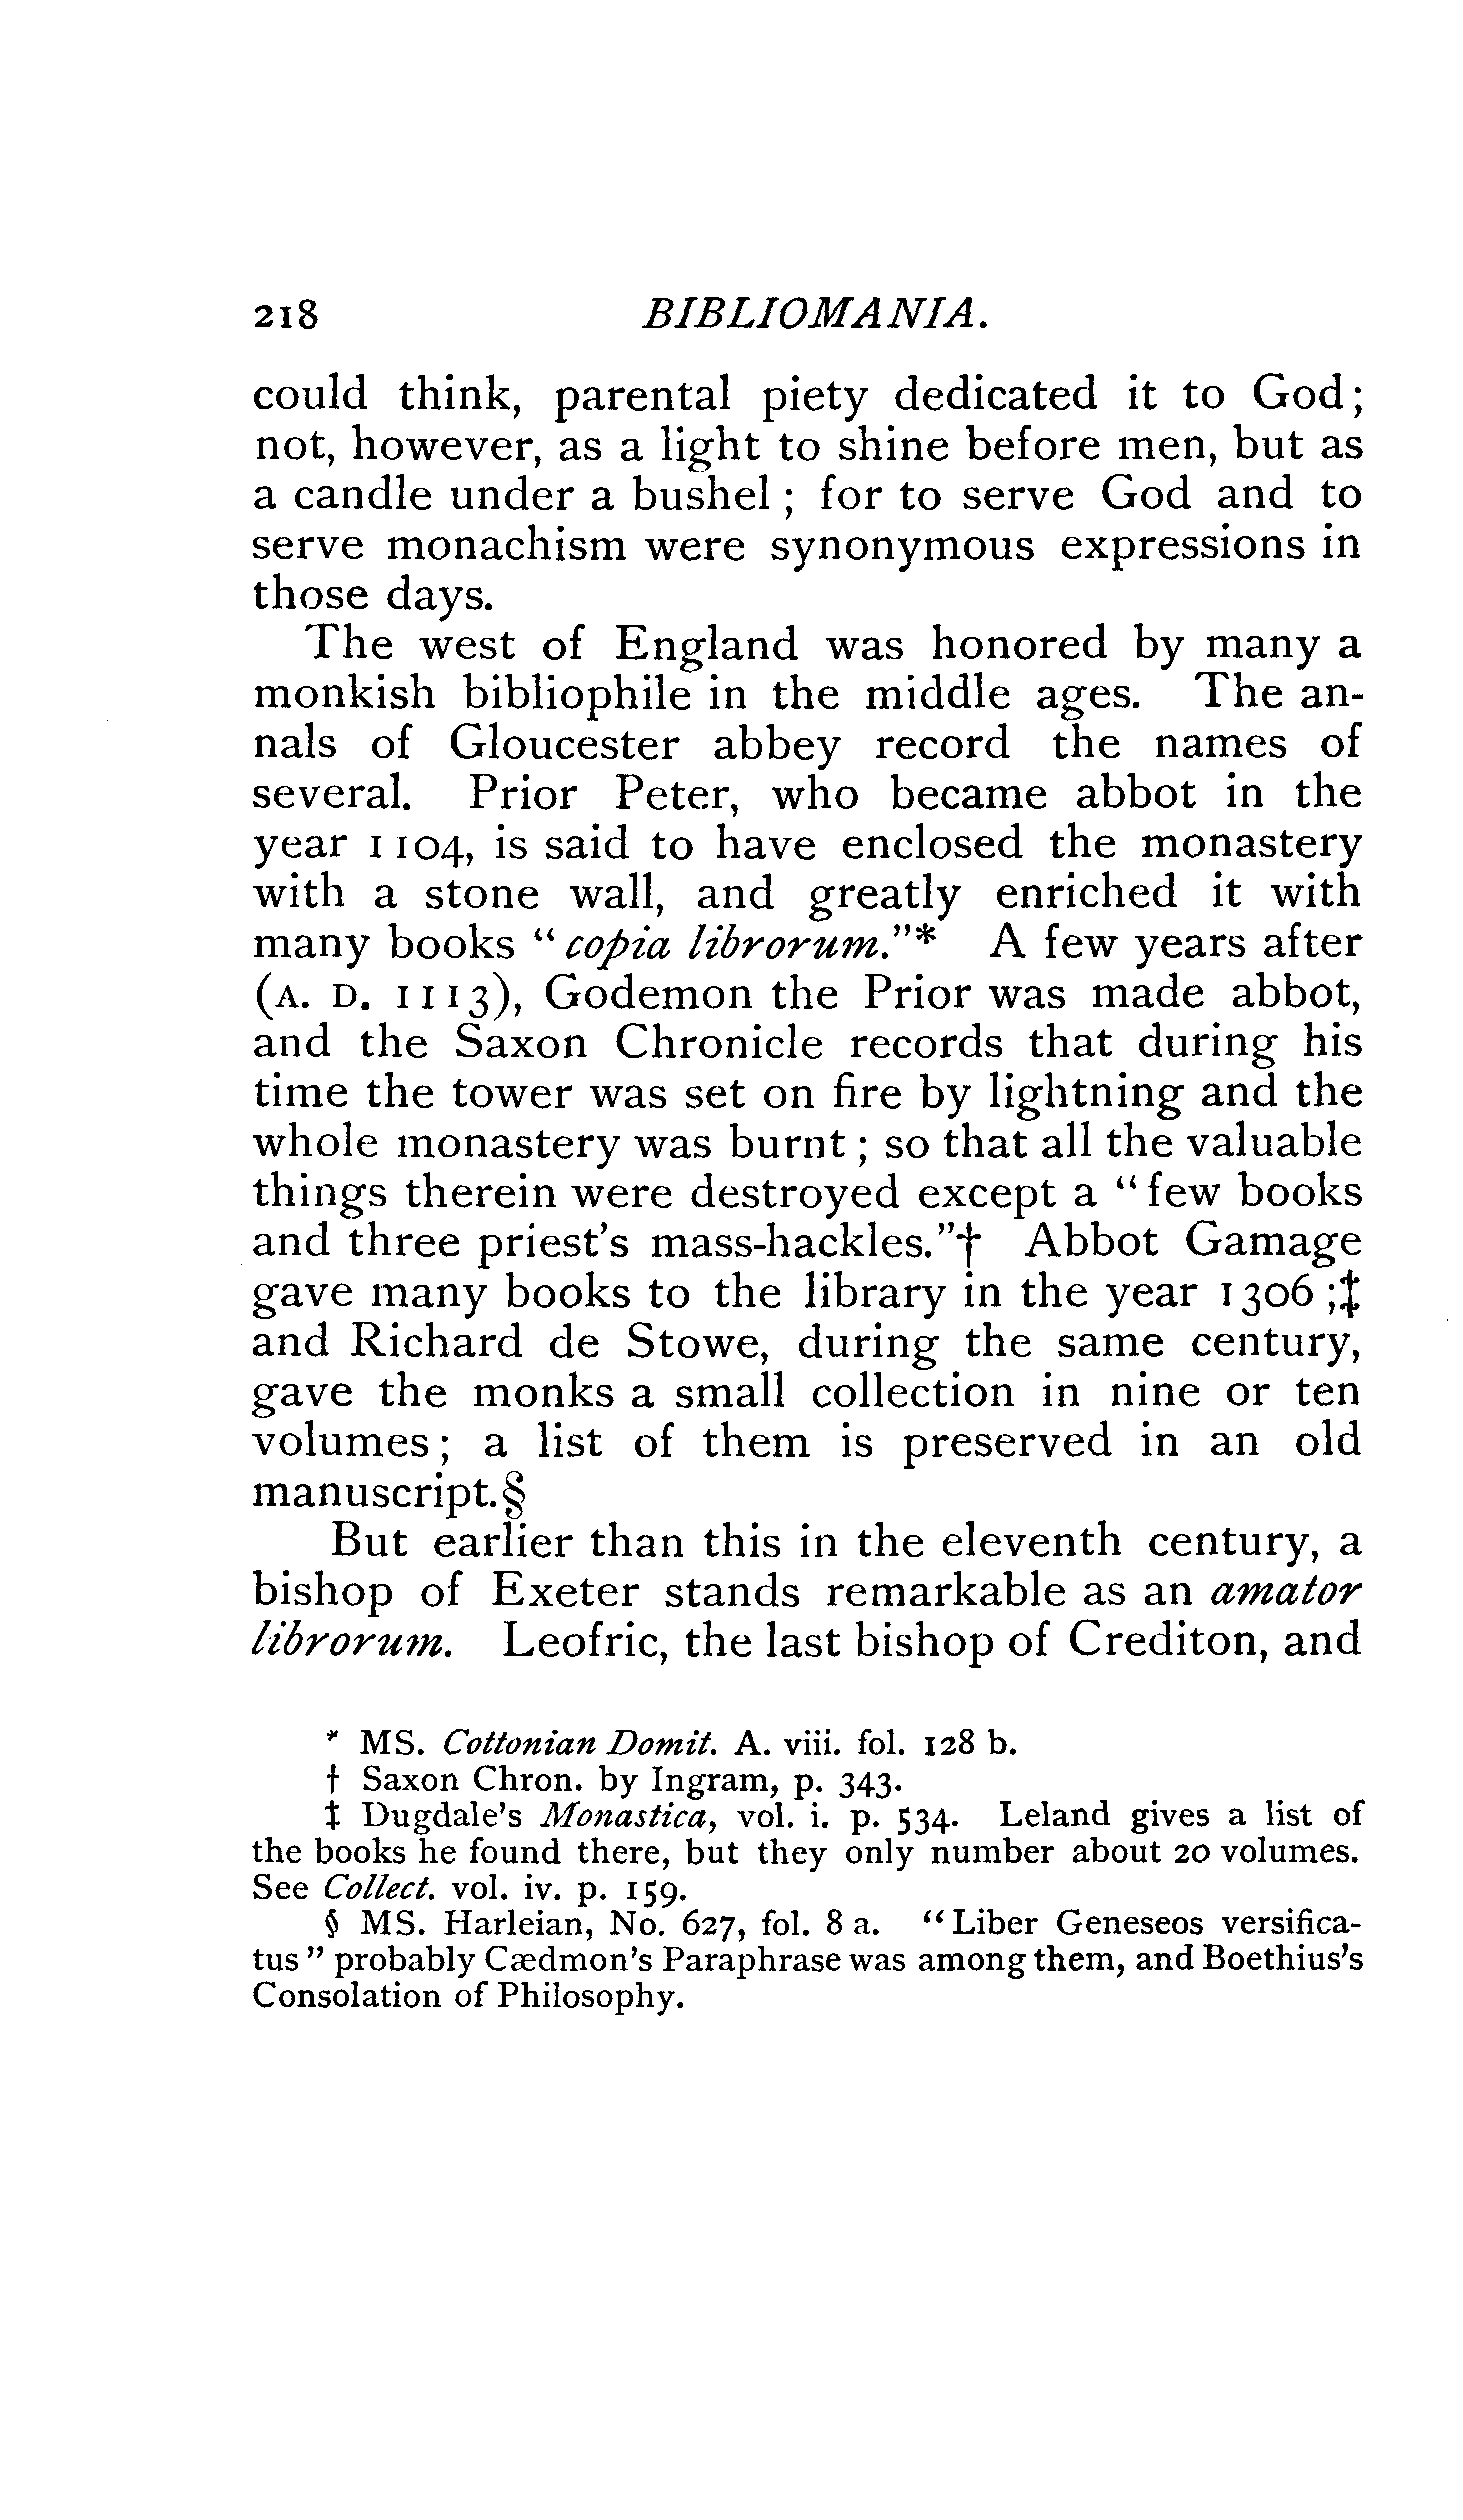 218 BIBLIOMANIA.
could think, parental piety dedicated it to God;
not, however, as a light to shine before men, but as
a candle under a bushel ; for to serve God and to
serve monachism were synonymous expressions in
those days.
The west of England was honored by many a
monkish bibliophile in the middle ages. The an-
nals of Gloucester abbey record the names of
several. Prior Peter, who became abbot in the
year 1104, is said to have enclosed the monastery
with a stone wall, and greatly enriched it with
many books "copia librorum."* A few years after
(A. D. 1113), Godemon the Prior was made abbot,
and the Saxon Chronicle records that during his
time the tower was set on fire by lightning and the
whole monastery was burnt ; so that all the valuable
things therein were destroyed except a "few books
and three priest's mass-hackles."† Abbot Gamage
gave many books to the library in the year 1306 ;‡
and Richard de Stowe, during the same century,
gave the monks a small collection in nine or ten
volumes ; a list of them is preserved in an old
manuscript.§
But earlier than this in the eleventh century, a
bishop of Exeter stands remarkable as an amator
librorum. Leofric, the last bishop of Crediton, and
* MS. Cottonian Domit. A. viii. fol. 128 b.
† Saxon Chron. by Ingram, p. 343.
‡ Dugdale's Monastica, vol. i. p. 534. Leland gives a list of
the books he found there, but they only number about 20 volumes.
See Collect. vol. iv. p. 159.
§ MS. Harleian, No. 627, fol. 8 a. "Liber Geneseos versifica-
tus" probably Cædmon's Paraphrase was among them, and Boethius's
Consolation of Philosophy.